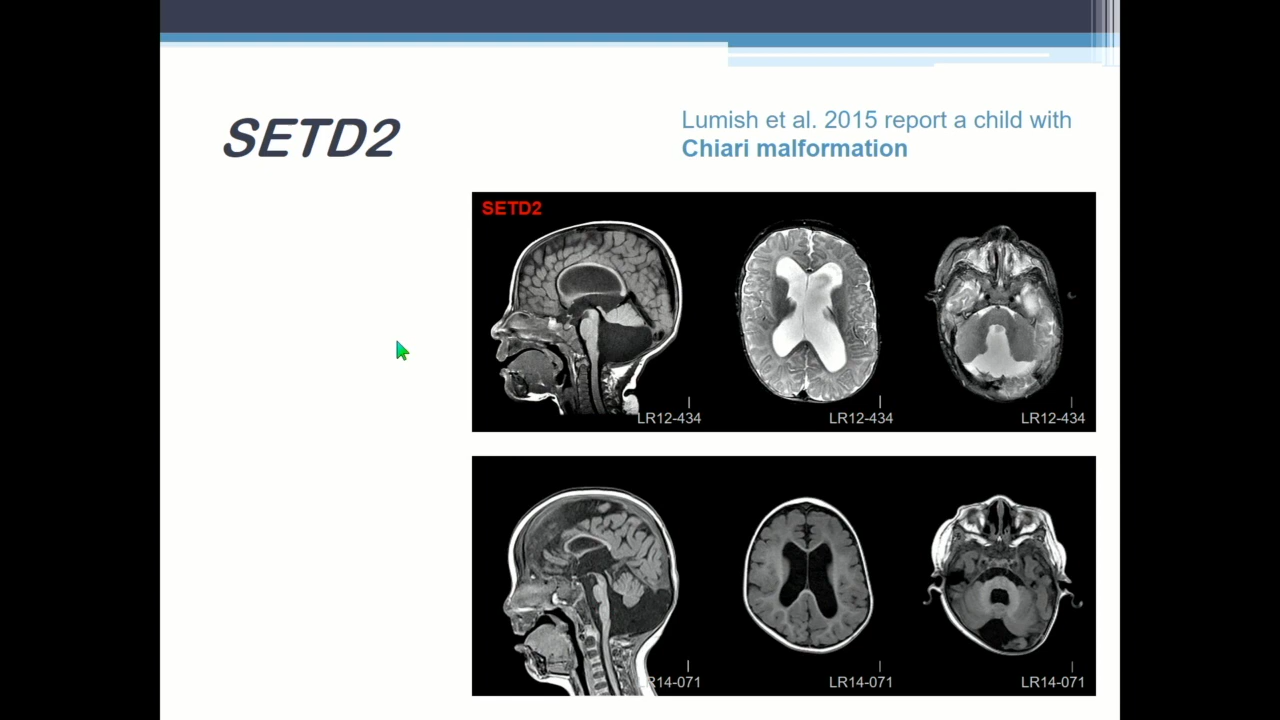 SETD2
Lumish et al. 2015 report a child with
Chiari malformation
SETD2
LR12-434
LR12-434
LR12-434
LR14-071
LR14-071
LR14-071